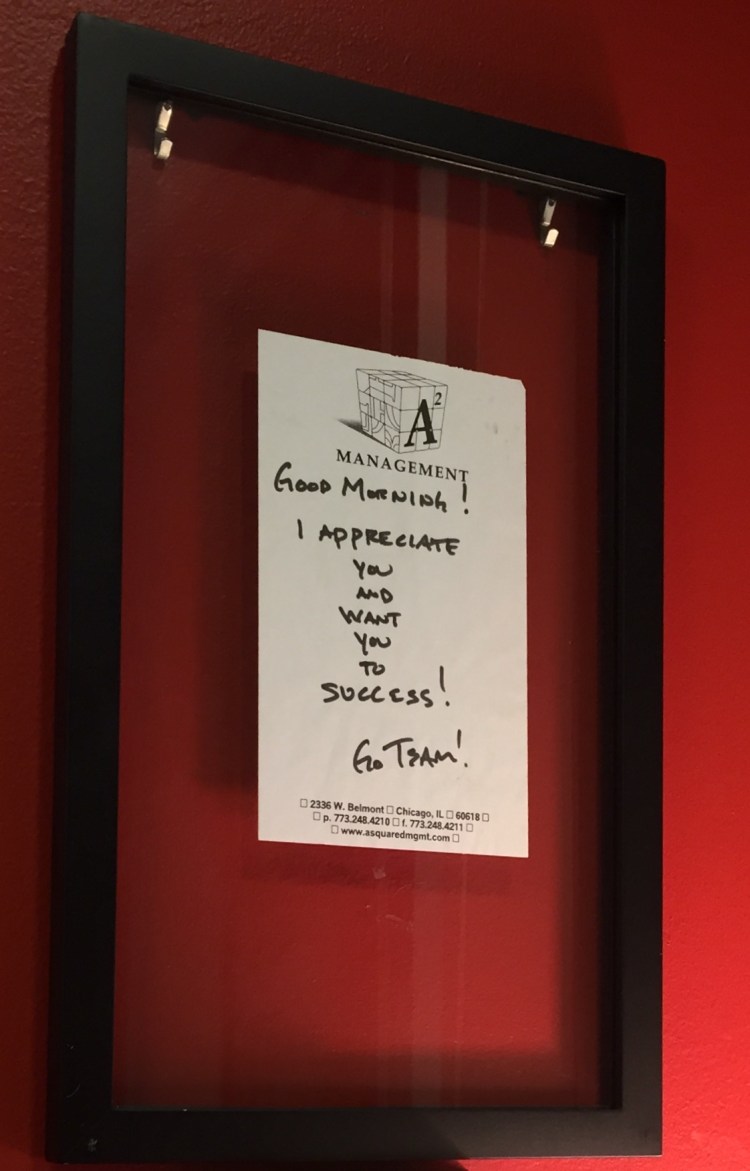 A2
MANAGEMENT
GOOD MORNING!
I APPRECIATE
YOU
AND
WANT
YOU
TO
SUCCESS!
GO TEAM!
☐ 2336 W. Belmont ☐ Chicago, IL ☐ 60618 ☐
☐ p. 773.248.4210 ☐ f. 773.248.4211 ☐
☐ www.asquaredmgmt.com ☐